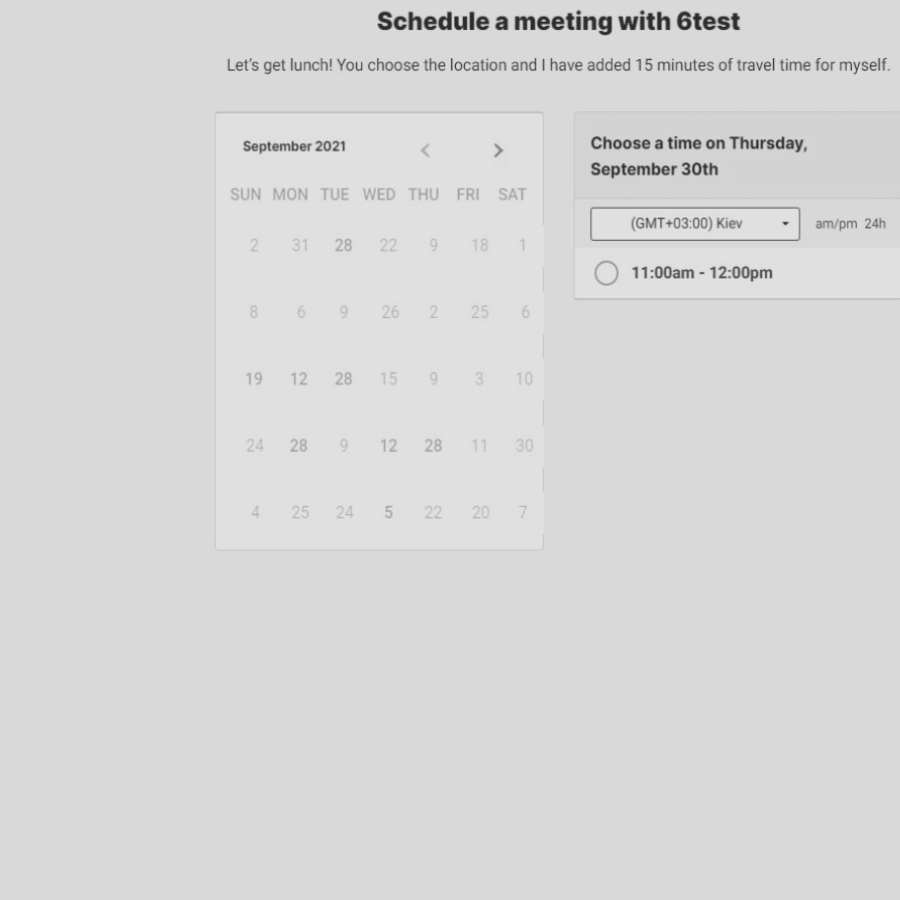 Schedule a meeting with 6test
Let's get lunch! You choose the location and I have added 15 minutes of travel time for myself.
September 2021
SUN MON TUE WED THU FRI SAT
2 31 28 22 9 18 1
8 6 9 26 2 25 6
19 12 28 15 9 3 10
24 28 9 12 28 11 30
4 25 24 5 22 20 7
Choose a time on Thursday,
September 30th
(GMT+03:00) Kiev am/pm 24h
11:00am - 12:00pm